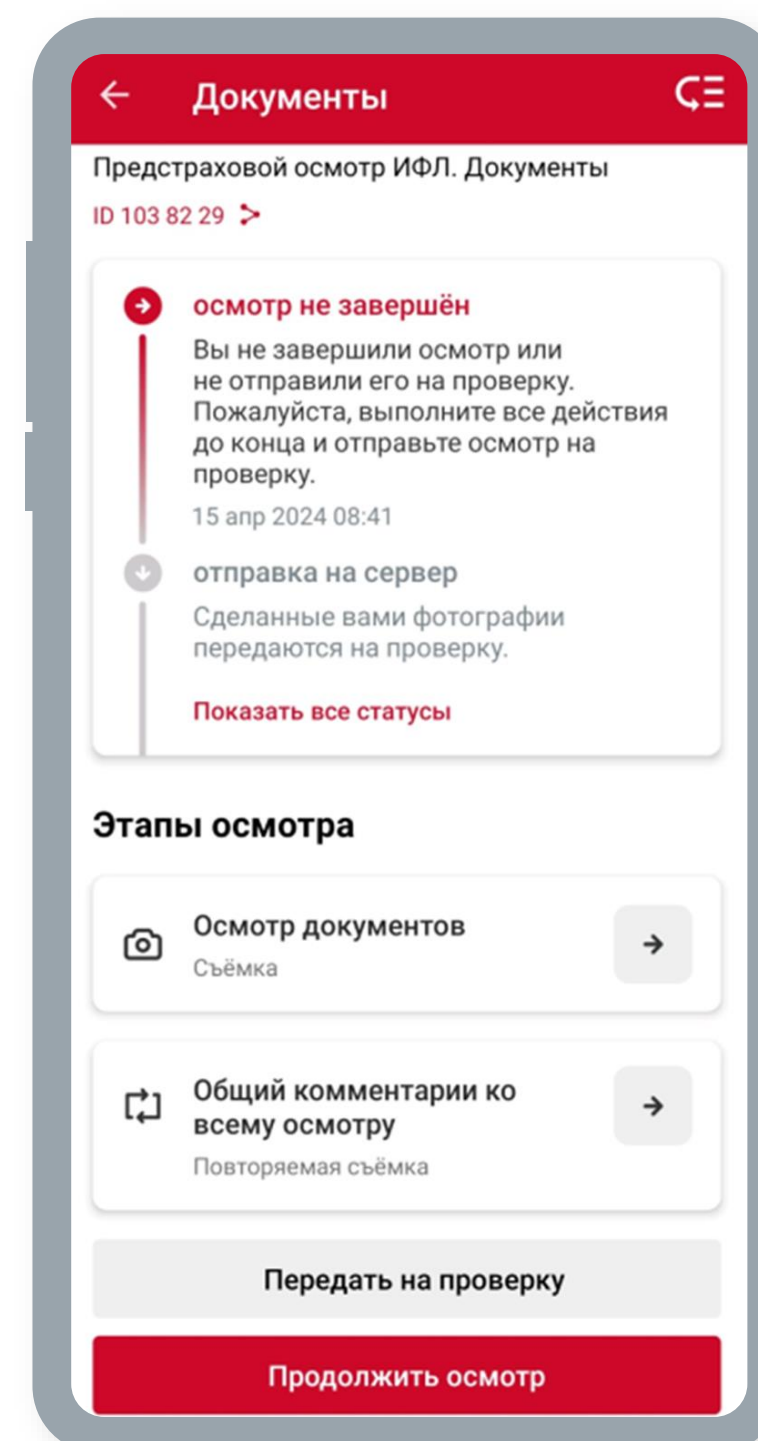 Документы
Предстраховой осмотр ИФЛ. Документы
ID 103 82 29
осмотр не завершён
Вы не завершили осмотр или
не отправили его на проверку.
Пожалуйста, выполните все действия
до конца и отправьте осмотр на
проверку.
15 апр 2024 08:41
отправка на сервер
Сделанные вами фотографии
передаются на проверку.
Показать все статусы
Этапы осмотра
Осмотр документов
Съёмка
Общий комментарии ко
всему осмотру
Повторяемая съёмка
Передать на проверку
Продолжить осмотр